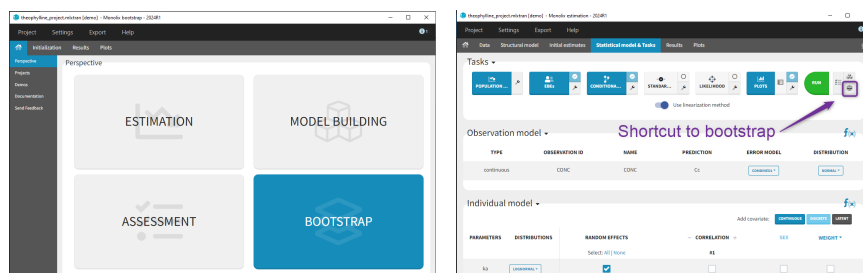 theophylline_project.mlxtran [demo] - Monolix bootstrap - 2024R1
Project Settings Export Help
Initialization Results Plots
Perspective
Projects
Demos
Documentation
Send Feedback
Perspective
ESTIMATION
MODEL BUILDING
ASSESSMENT
BOOTSTRAP
theophylline_project.mlxtran [demo] - Monolix estimation - 2024R1
Project Settings Export Help
Data Structural model Initial estimates Statistical model & Tasks Results Plots
Tasks
POPULATION ... EBEs CONDITIONA... STANDAR... LIKELIHOOD PLOTS RUN
Use linearization method
Shortcut to bootstrap
Observation model
f(x)
TYPE OBSERVATION ID NAME PREDICTION ERROR MODEL DISTRIBUTION
continuous CONC CONC Cc COMBINED1 NORMAL
Individual model
f(x)
Add covariate: CONTINUOUS DISCRETE LATENT
PARAMETERS DISTRIBUTIONS RANDOM EFFECTS CORRELATION SEX WEIGHT
Select: All | None #1
ka LOGNORMAL